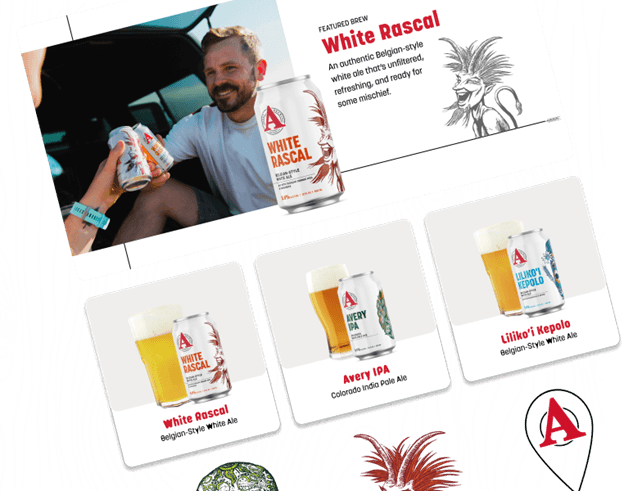 FEATURED BREW
White Rascal
An authentic Belgian-style
white ale that's unfiltered,
refreshing, and ready for
some mischief.
A
WHITE
RASCAL
BELGIAN-STYLE
WHITE ALE
A
WHITE
RASCAL
White Rascal
Belgian-Style White Ale
A
AVERY
IPA
Avery IPA
Colorado India Pale Ale
A
LILIKO'I
KEPOLO
Liliko'i Kepolo
Belgian-Style White Ale
A